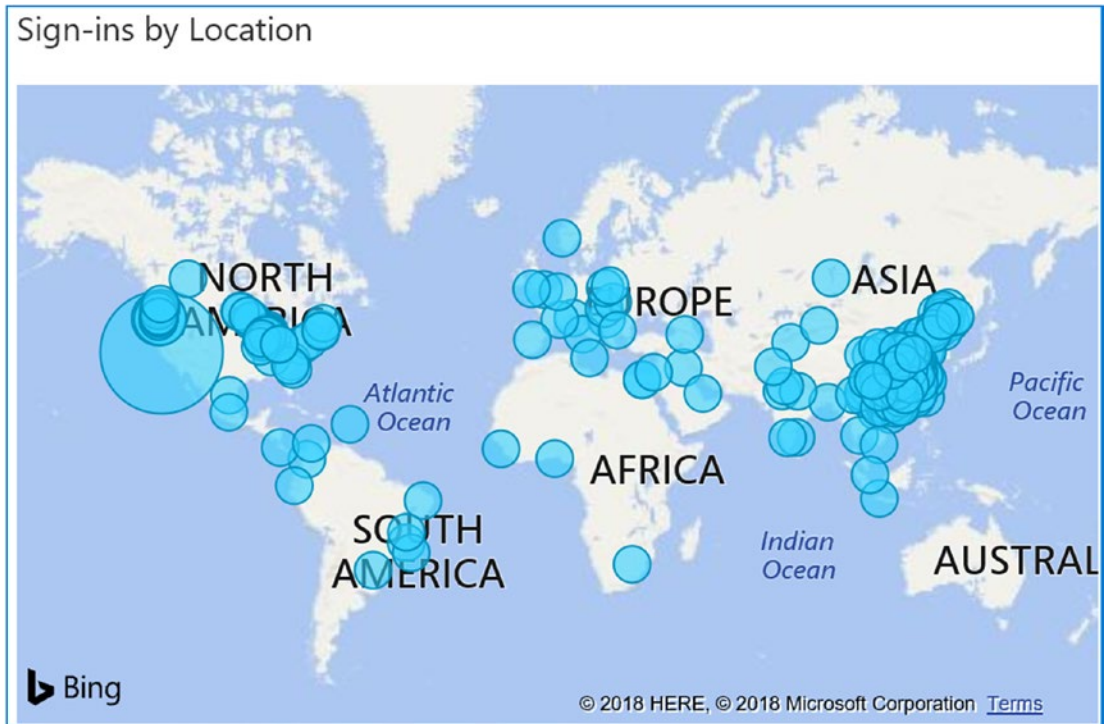 Sign-ins by Location
NORTH
AMERICA
EUROPE
ASIA
Atlantic
Ocean
Pacific
Ocean
AFRICA
SOUTH
AMERICA
Indian
Ocean
AUSTRAL
Bing
© 2018 HERE, © 2018 Microsoft Corporation Terms